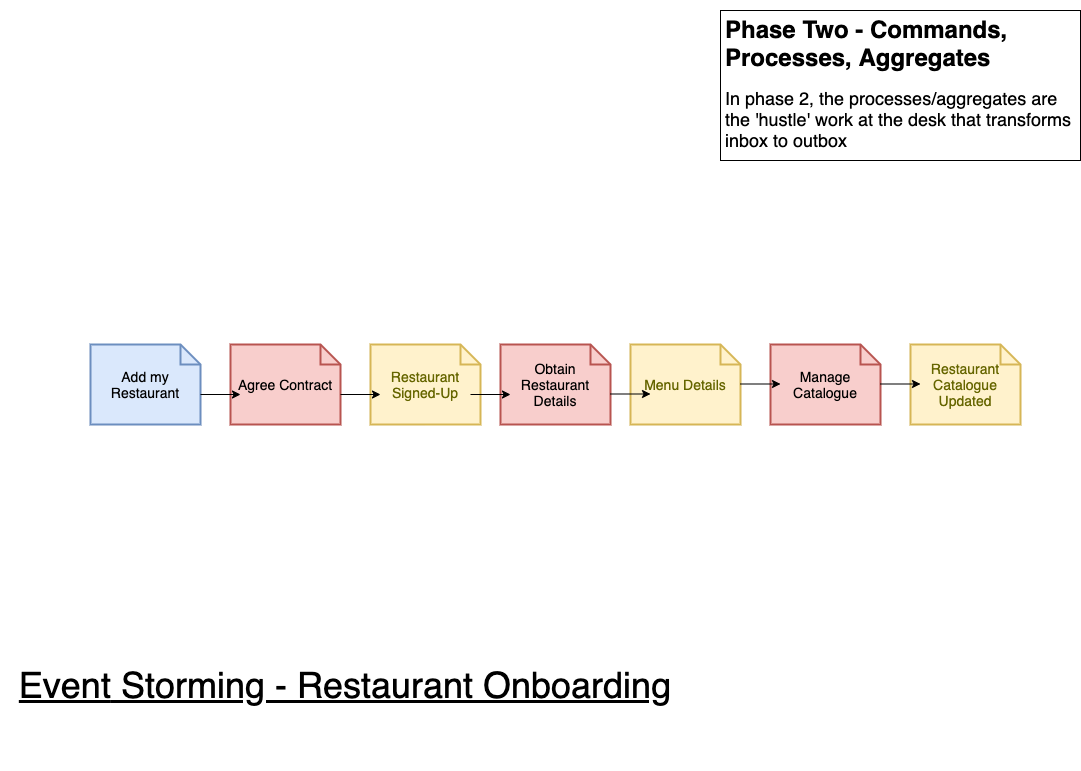 Phase Two - Commands,
Processes, Aggregates
In phase 2, the processes/aggregates are
the 'hustle' work at the desk that transforms
inbox to outbox
Add my
Restaurant
Agree Contract
Restaurant
Signed-Up
Obtain
Restaurant
Details
Menu Details
Manage
Catalogue
Restaurant
Catalogue
Updated
Event Storming - Restaurant Onboarding